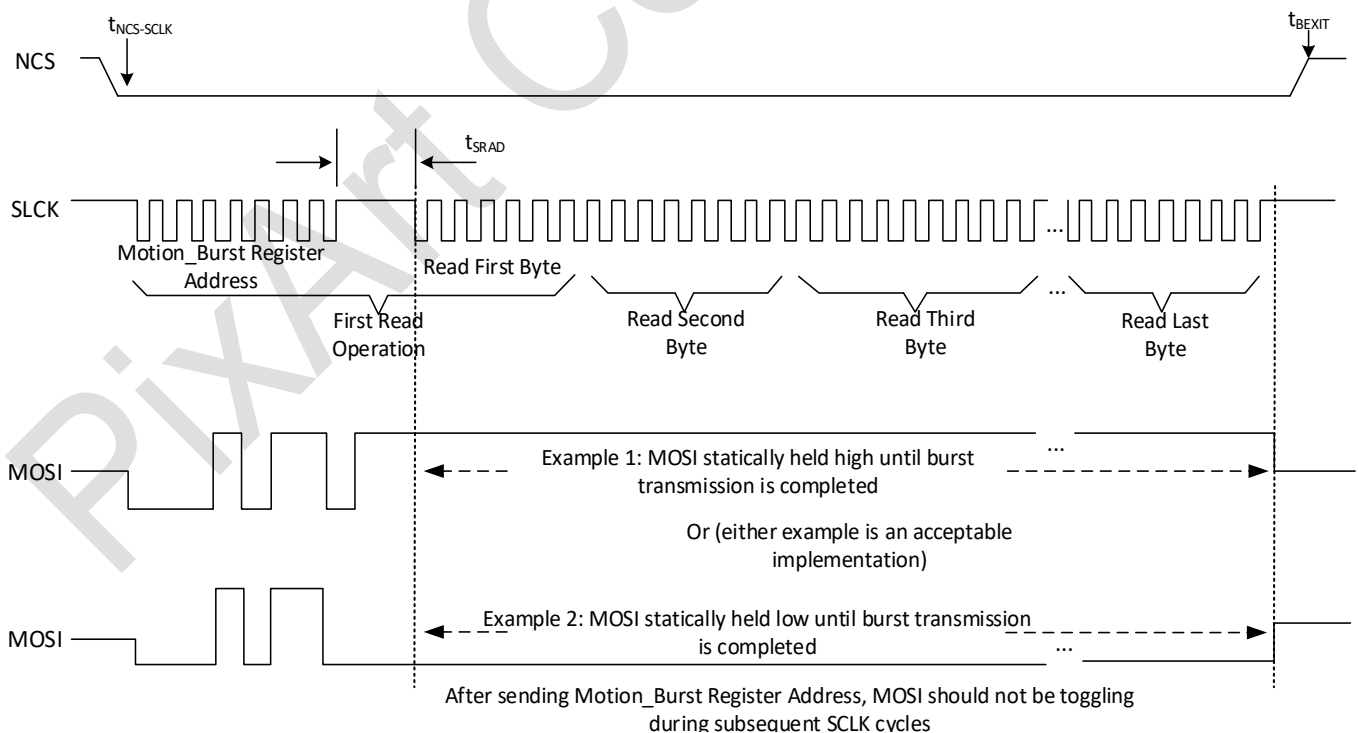 tNCS-SCLK
tBEXIT
NCS
tSRAD
SLCK
...
Motion_Burst Register
Address
Read First Byte
...
First Read
Operation
Read Second
Byte
Read Third
Byte
Read Last
Byte
MOSI
Example 1: MOSI statically held high until burst
transmission is completed
...
Or (either example is an acceptable
implementation)
MOSI
Example 2: MOSI statically held low until burst transmission
is completed
...
After sending Motion_Burst Register Address, MOSI should not be toggling
during subsequent SCLK cycles
PixArt Co